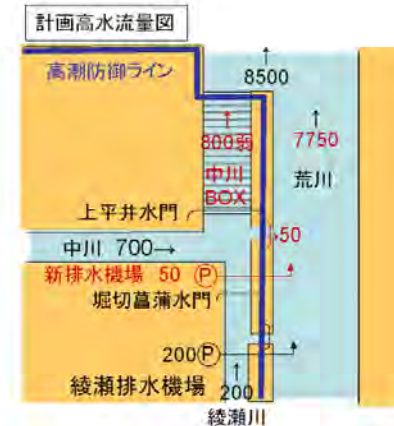 計画高水流量図
高潮防御ライン
8500
800弱
7750
中川
BOX
荒川
上平井水門
50
中川 700→
新排水機場 50 P
堀切菖蒲水門
200P
綾瀬排水機場
200
綾瀬川